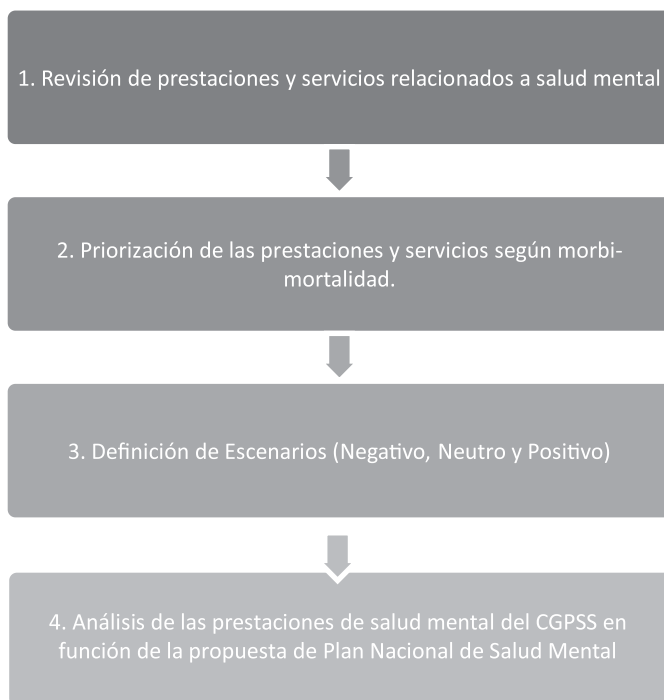 1. Revisión de prestaciones y servicios relacionados a salud mental
2. Priorización de las prestaciones y servicios según morbi-
mortalidad.
3. Definición de Escenarios (Negativo, Neutro y Positivo)
4. Análisis de las prestaciones de salud mental del CGPSS en
función de la propuesta de Plan Nacional de Salud Mental